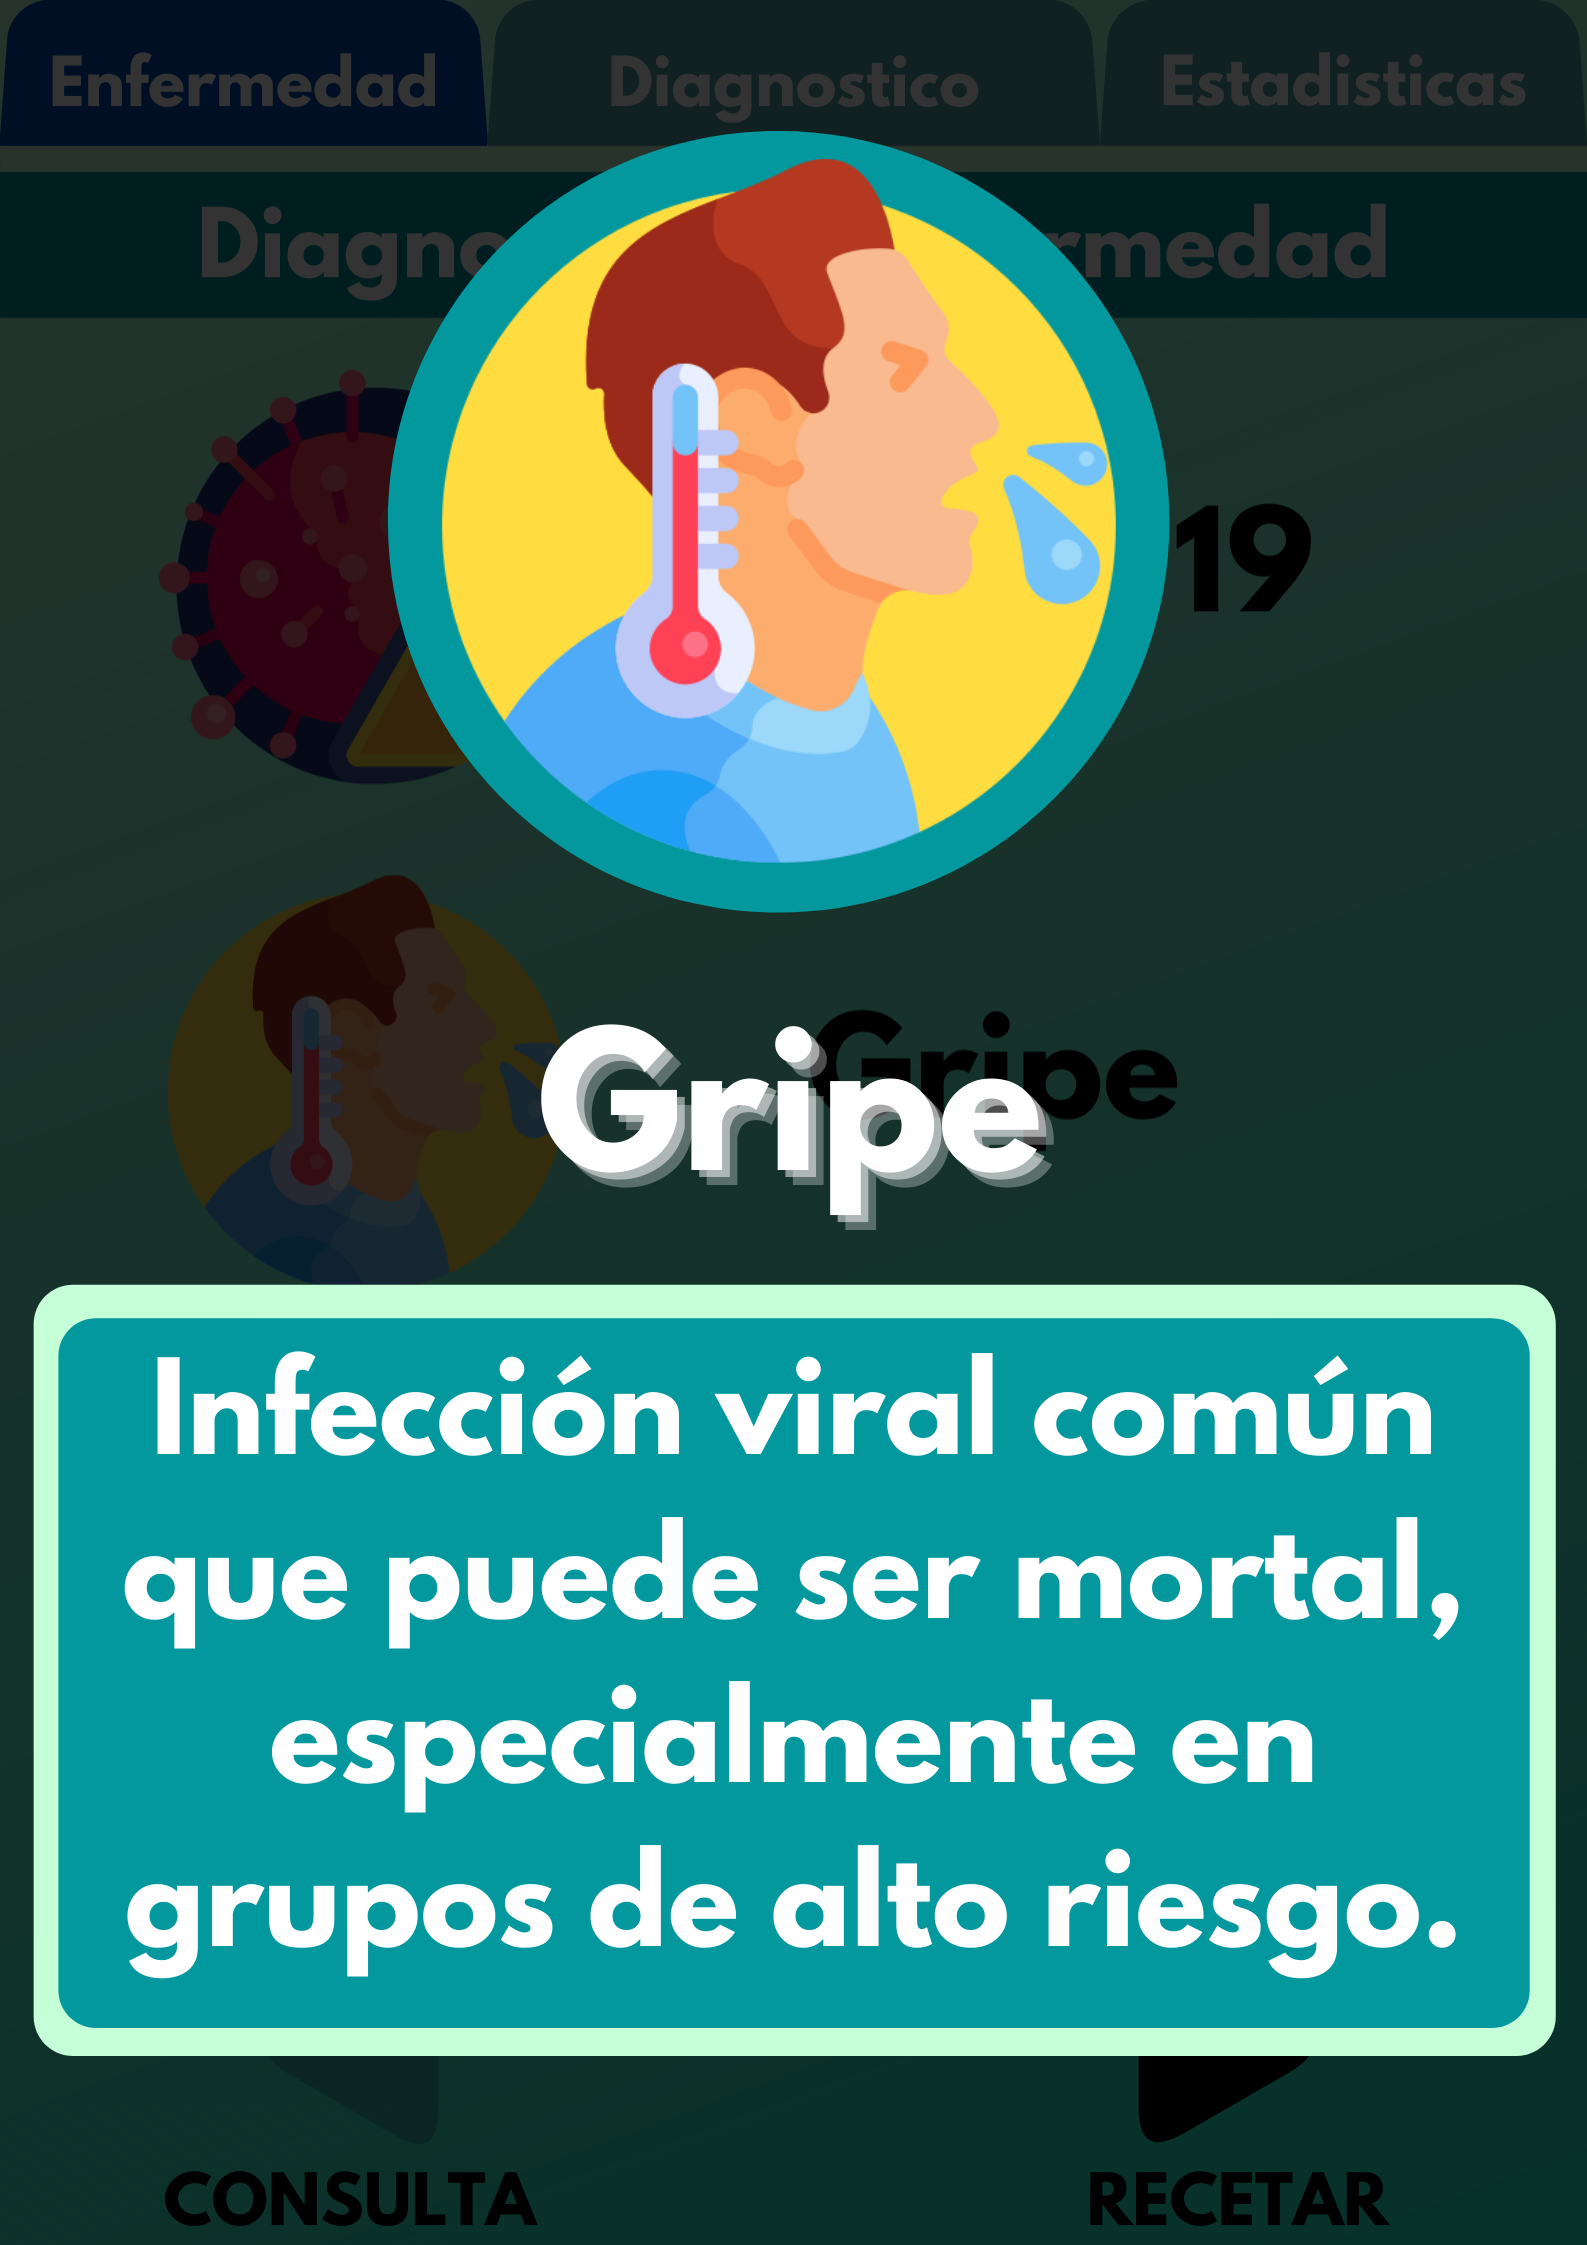 Enfermedad Diagnostico Estadisticas
Diagno rmedad
19
Gripe
Gripe
Infección viral común
que puede ser mortal,
especialmente en
grupos de alto riesgo.
CONSULTA RECETAR